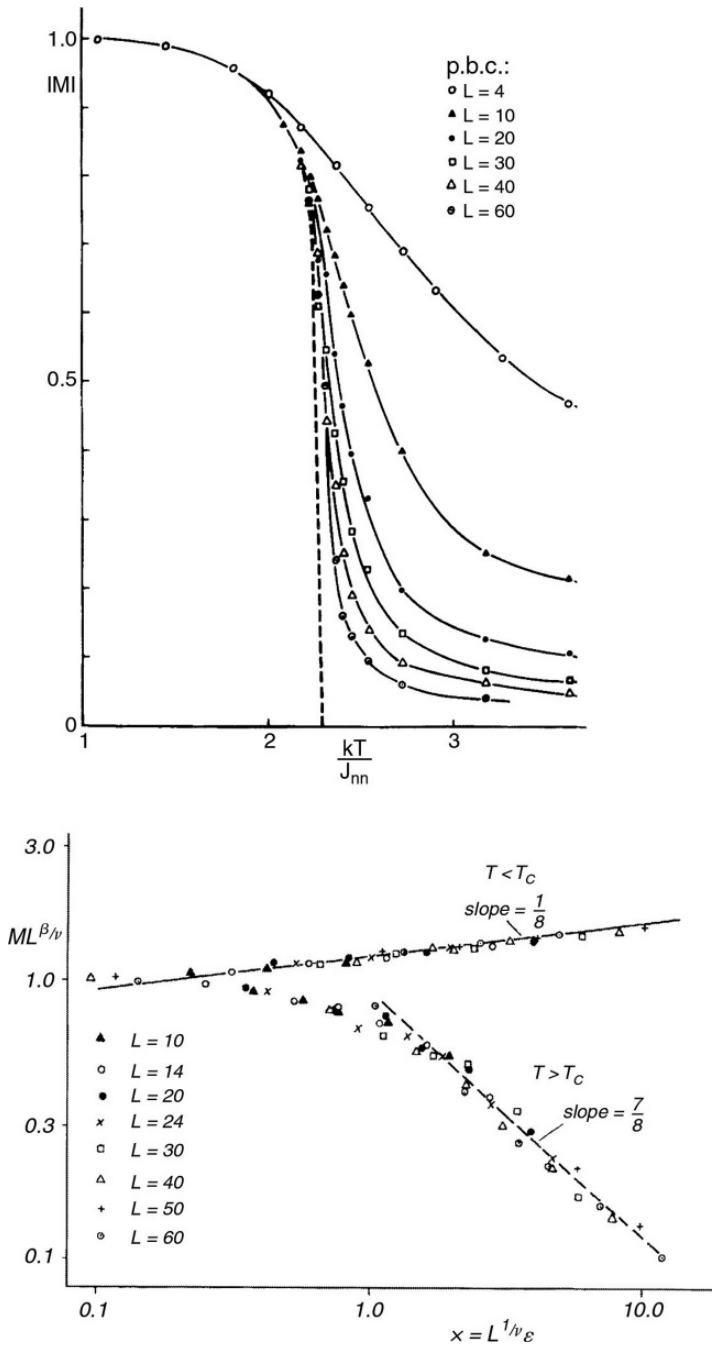 1.0
|M|
p.b.c.:
L = 4
L = 10
L = 20
L = 30
L = 40
L = 60
0.5
0
1
2
3
kT
J_nn
3.0
T < T_C
slope = 1/8
ML^β/ν
1.0
L = 10
L = 14
L = 20
L = 24
L = 30
L = 40
L = 50
L = 60
T > T_C
slope = 7/8
0.3
0.1
0.1
1.0
10.0
x = L^1/ν ε